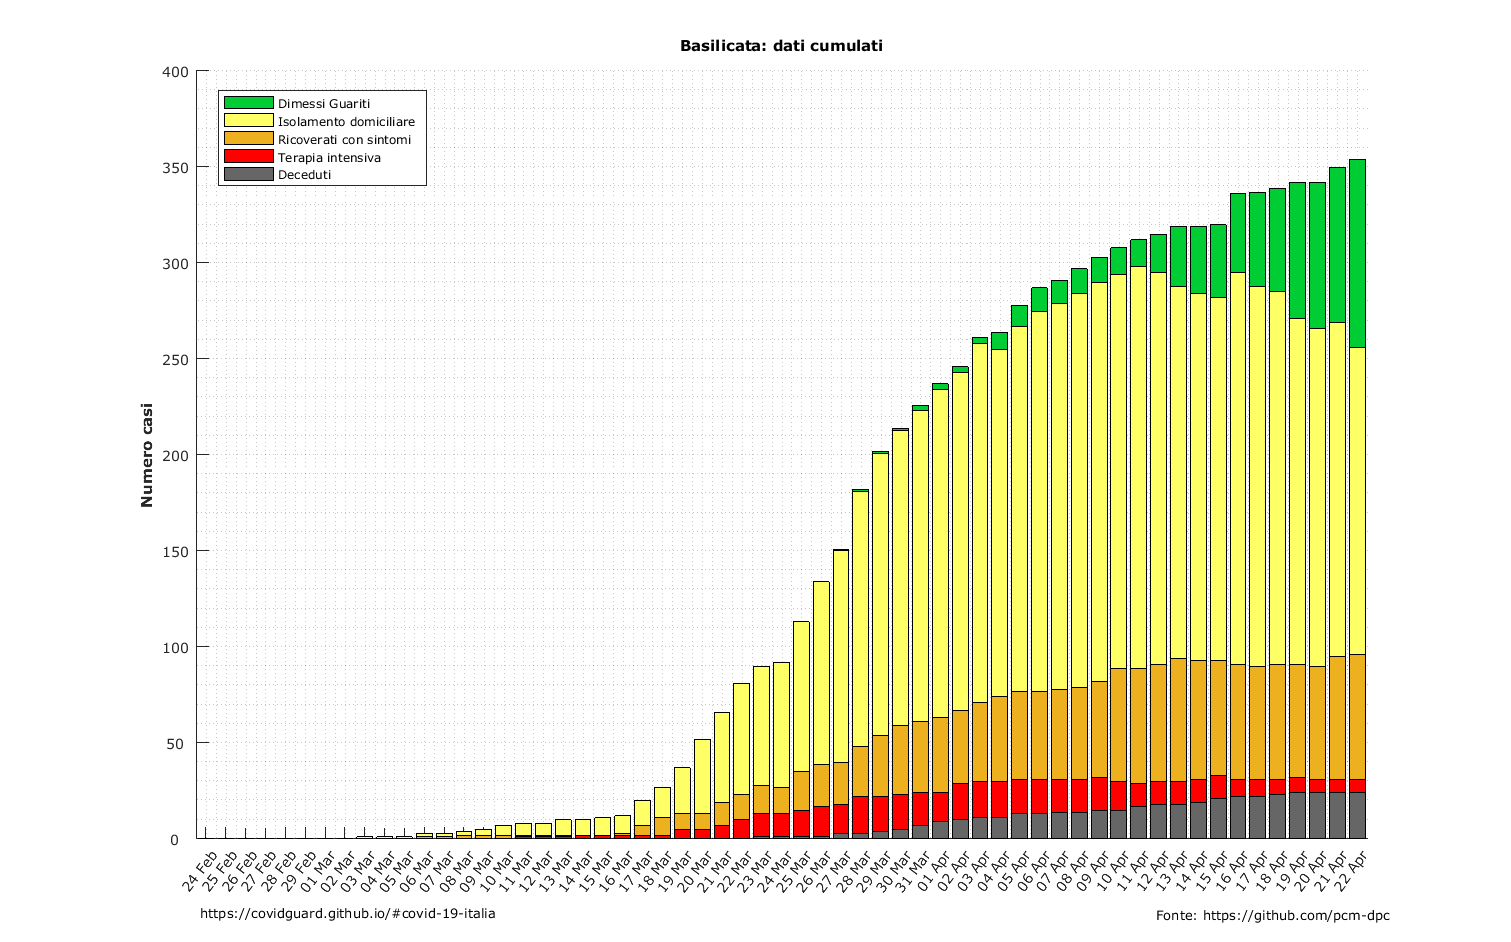 Basilicata: dati cumulati
400
350
300
250
200
150
100
50
0
Numero casi
Dimessi Guariti
Isolamento domiciliare
Ricoverati con sintomi
Terapia intensiva
Deceduti
24 Feb
25 Feb
26 Feb
27 Feb
28 Feb
29 Feb
01 Mar
02 Mar
03 Mar
04 Mar
05 Mar
06 Mar
07 Mar
08 Mar
09 Mar
10 Mar
11 Mar
12 Mar
13 Mar
14 Mar
15 Mar
16 Mar
17 Mar
18 Mar
19 Mar
20 Mar
21 Mar
22 Mar
23 Mar
24 Mar
25 Mar
26 Mar
27 Mar
28 Mar
29 Mar
30 Mar
31 Mar
01 Apr
02 Apr
03 Apr
04 Apr
05 Apr
06 Apr
07 Apr
08 Apr
09 Apr
10 Apr
11 Apr
12 Apr
13 Apr
14 Apr
15 Apr
16 Apr
17 Apr
18 Apr
19 Apr
20 Apr
21 Apr
22 Apr
https://covidguard.github.io/#covid-19-italia
Fonte: https://github.com/pcm-dpc